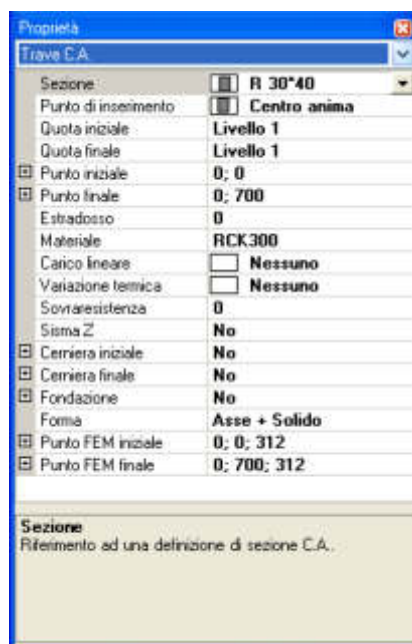 Proprietà
Trave C.A.
Sezione R 30*40
Punto di inserimento Centro anima
Quota iniziale Livello 1
Quota finale Livello 1
Punto iniziale 0; 0
Punto finale 0; 700
Estradosso 0
Materiale RCK300
Carico lineare Nessuno
Variazione termica Nessuno
Sovraresistenza 0
Sisma Z No
Cerniera iniziale No
Cerniera finale No
Fondazione No
Forma Asse + Solido
Punto FEM iniziale 0; 0; 312
Punto FEM finale 0; 700; 312
Sezione
Riferimento ad una definizione di sezione C.A..